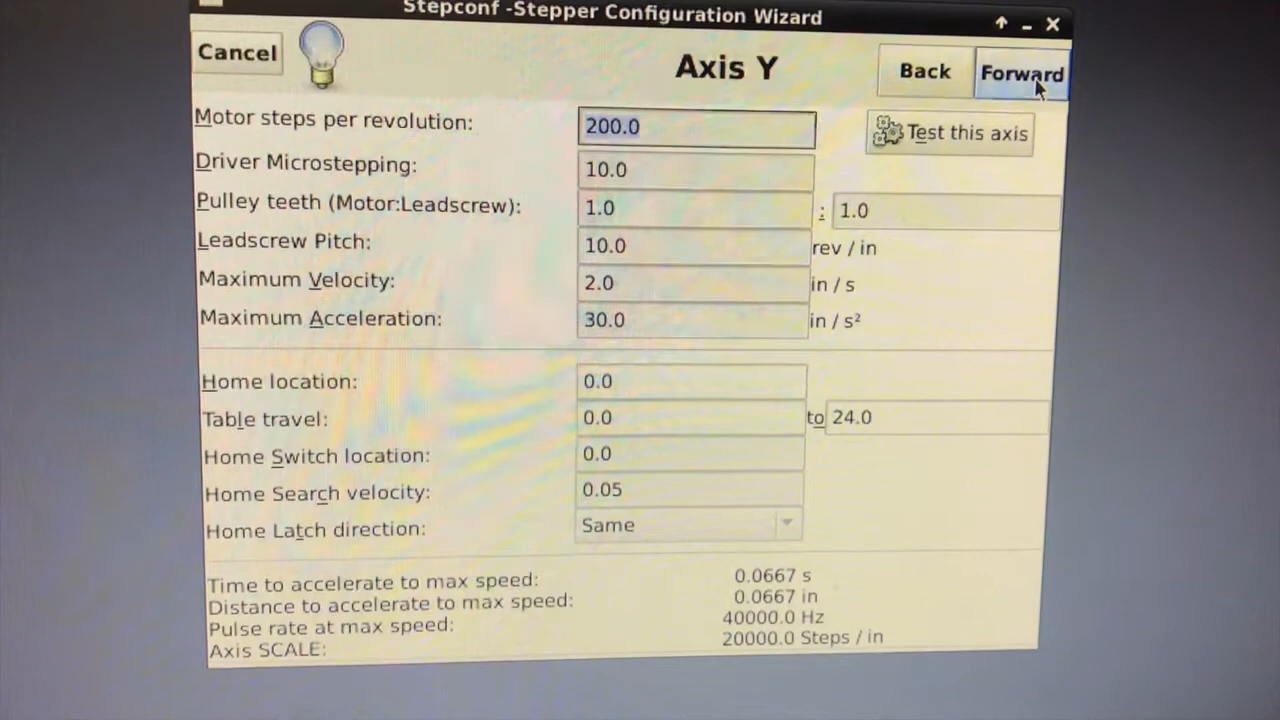 Stepconf -Stepper Configuration Wizard
Cancel
Axis Y
Back
Forward
Motor steps per revolution: 200.0
Test this axis
Driver Microstepping: 10.0
Pulley teeth (Motor:Leadscrew): 1.0 : 1.0
Leadscrew Pitch: 10.0 rev / in
Maximum Velocity: 2.0 in / s
Maximum Acceleration: 30.0 in / s²
Home location: 0.0
Table travel: 0.0 to 24.0
Home Switch location: 0.0
Home Search velocity: 0.05
Home Latch direction: Same
Time to accelerate to max speed: 0.0667 s
Distance to accelerate to max speed: 0.0667 in
Pulse rate at max speed: 40000.0 Hz
Axis SCALE: 20000.0 Steps / in